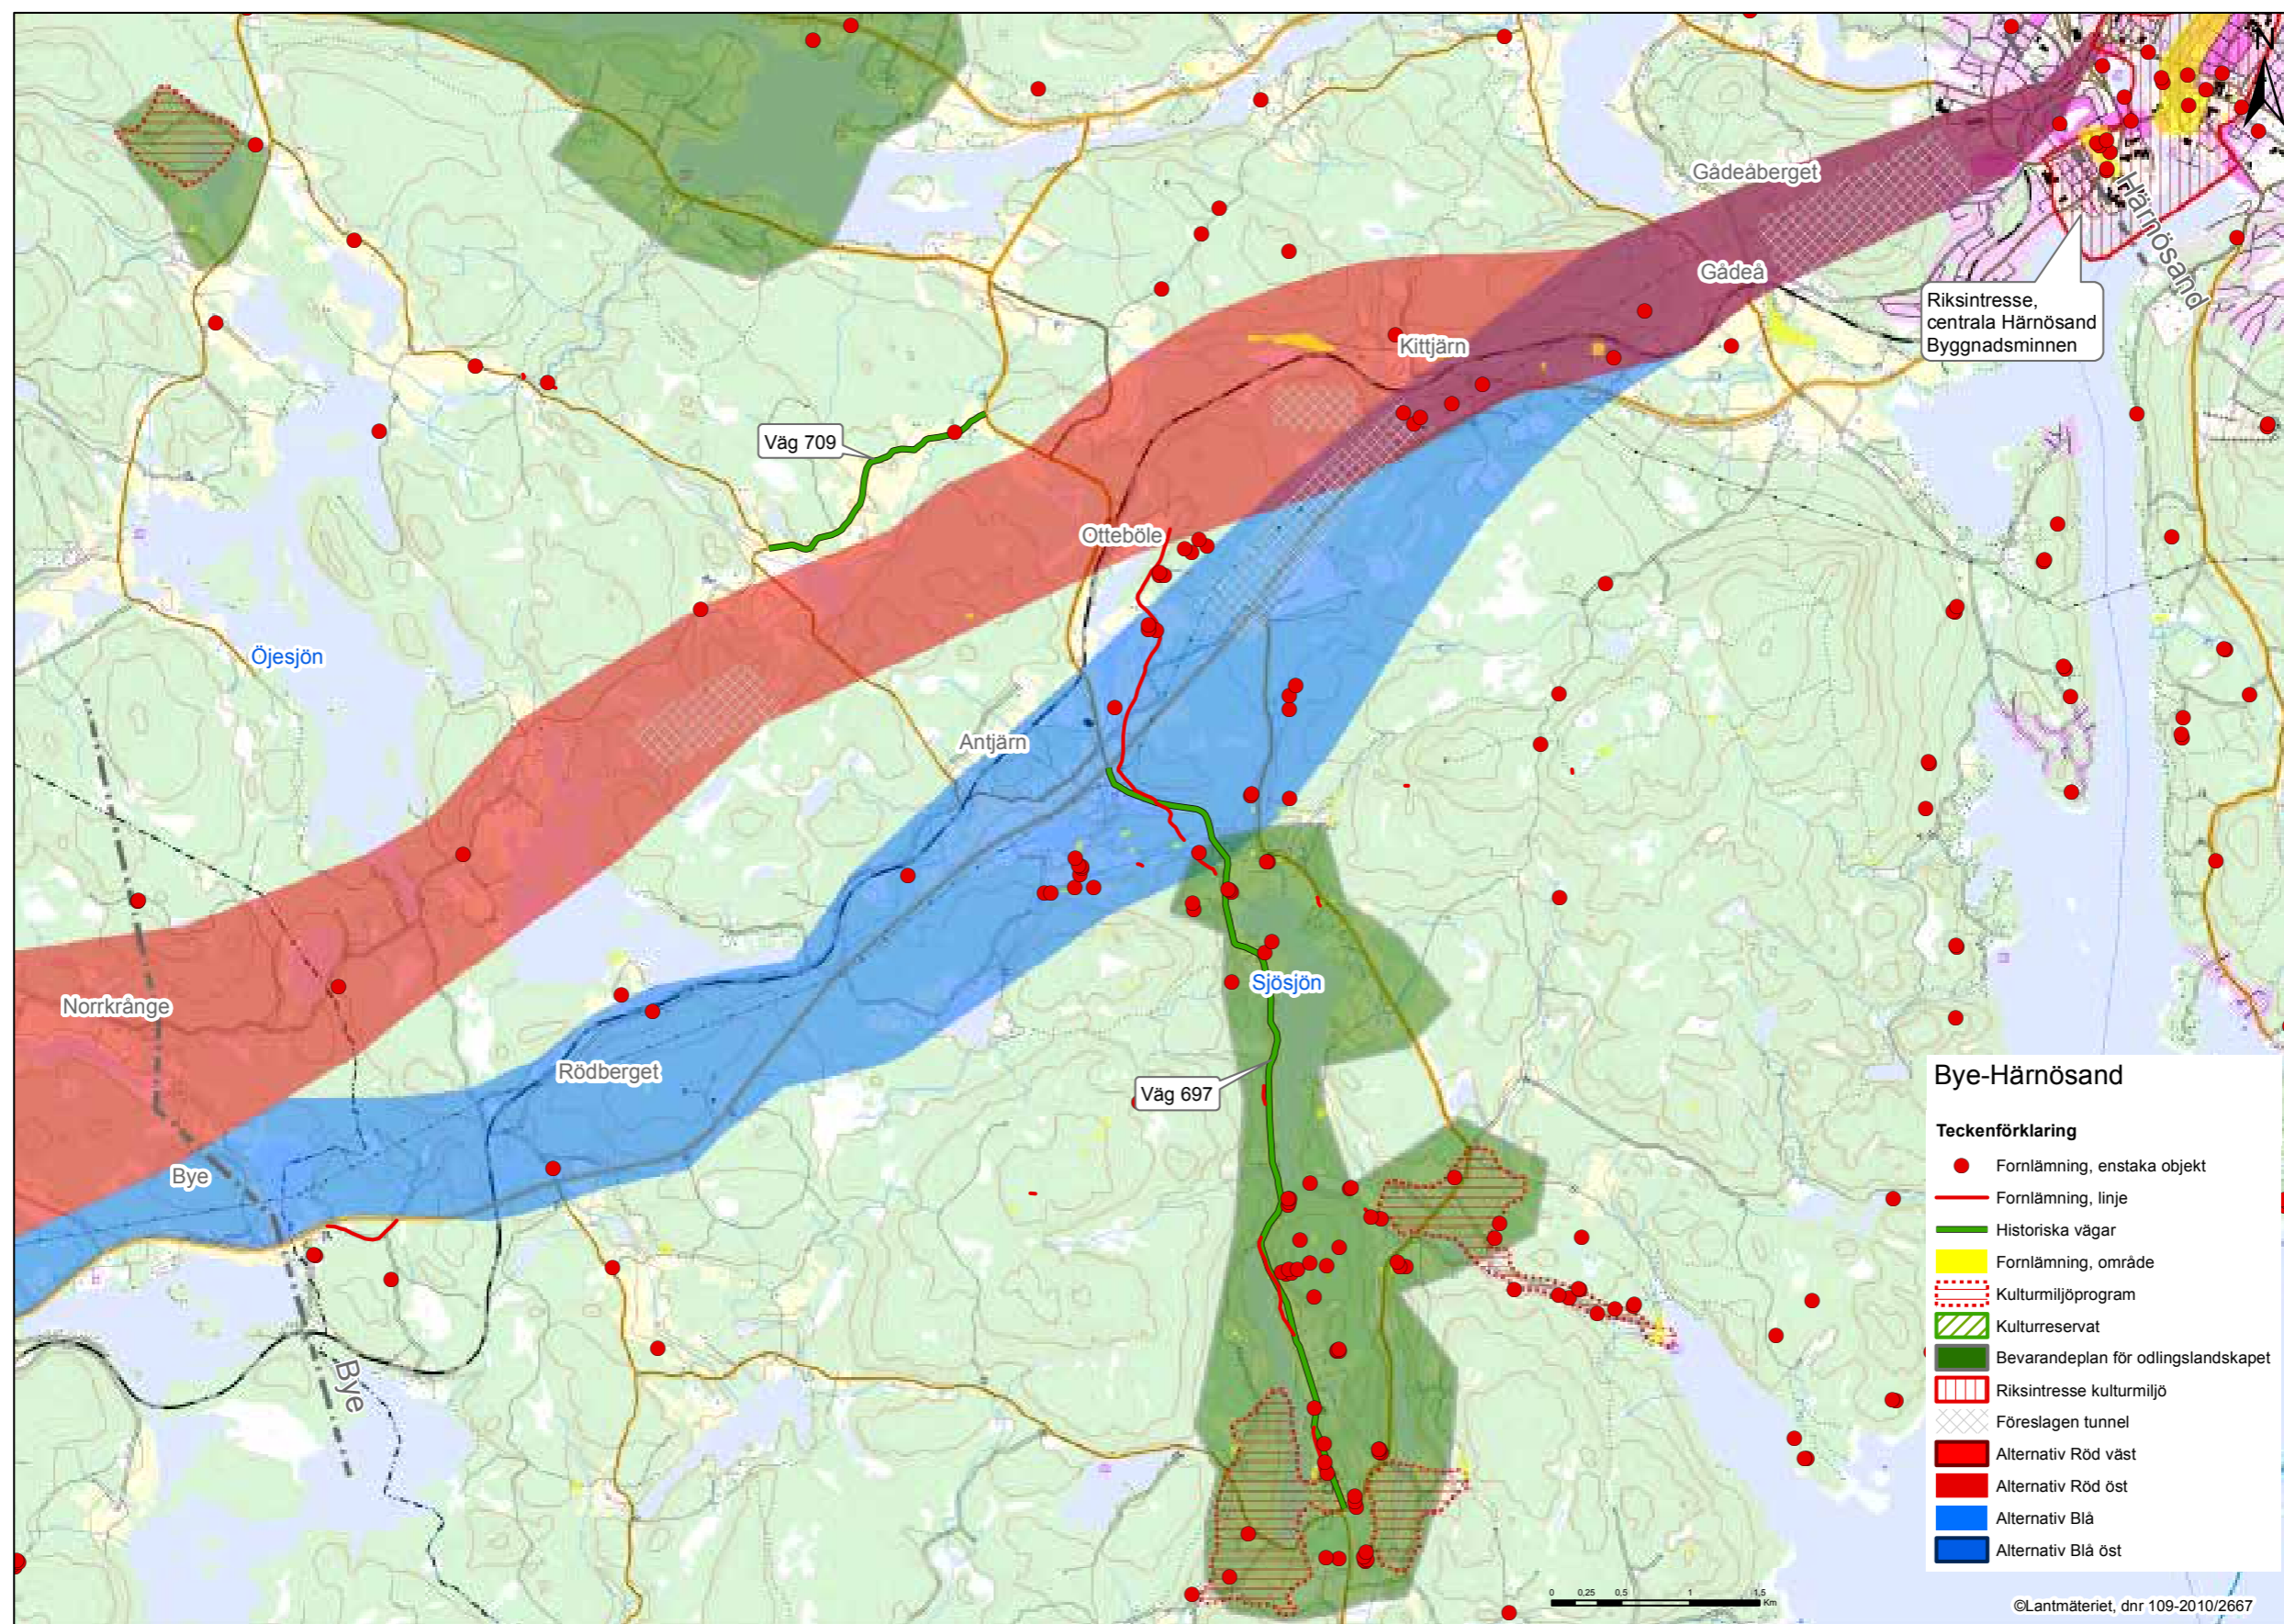 N
Gådeåberget
Härnösand
Gådeå
Riksintresse,
centrala Härnösand
Byggnadsminnen
Kittjärn
Väg 709
Otteböle
Öjesjön
Antjärn
Sjösjön
Norrkrånge
Rödberget
Väg 697
Bye
Bye
Bye-Härnösand
Teckenförklaring
Fornlämning, enstaka objekt
Fornlämning, linje
Historiska vägar
Fornlämning, område
Kulturmiljöprogram
Kulturreservat
Bevarandeplan för odlingslandskapet
Riksintresse kulturmiljö
Föreslagen tunnel
Alternativ Röd väst
Alternativ Röd öst
Alternativ Blå
Alternativ Blå öst
0 0,25 0,5 1 1,5
Km
©Lantmäteriet, dnr 109-2010/2667